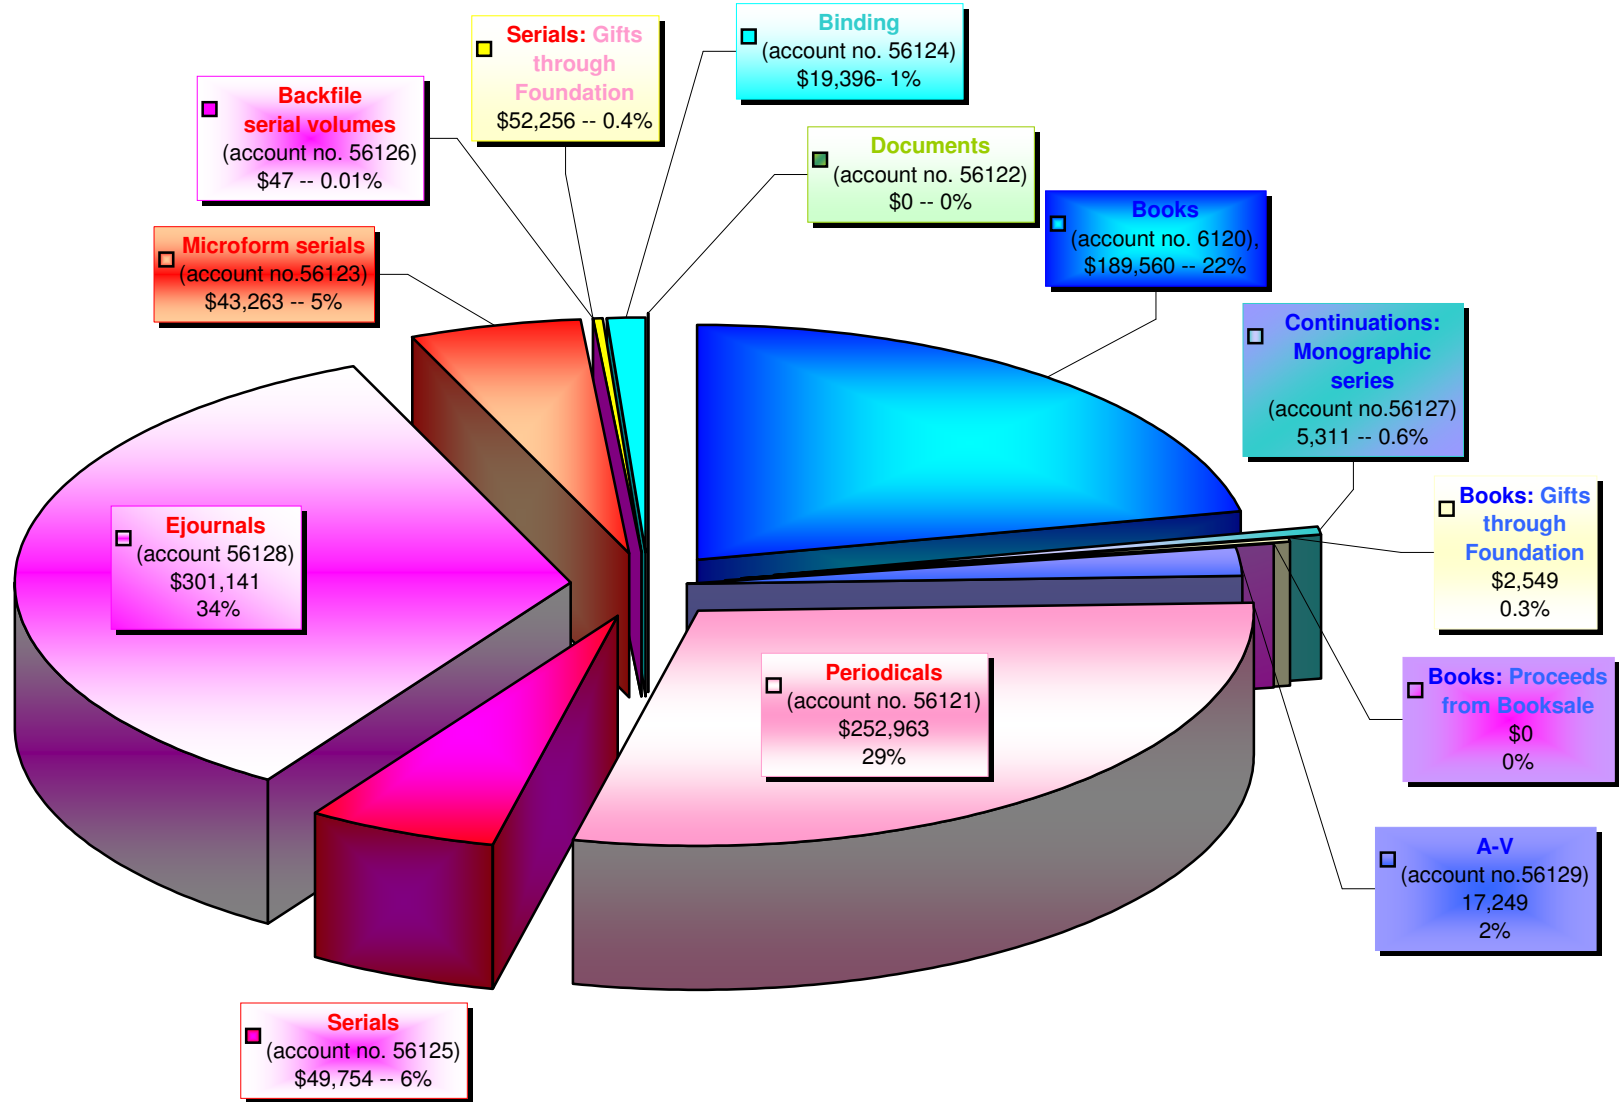 Serials: Gifts
through
Foundation
$52,256 -- 0.4%
Binding
(account no. 56124)
$19,396- 1%
Backfile
serial volumes
(account no. 56126)
$47 -- 0.01%
Documents
(account no. 56122)
$0 -- 0%
Books
(account no. 6120),
$189,560 -- 22%
Microform serials
(account no.56123)
$43,263 -- 5%
Continuations:
Monographic
series
(account no.56127)
5,311 -- 0.6%
Books: Gifts
through
Foundation
$2,549
0.3%
Ejournals
(account 56128)
$301,141
34%
Periodicals
(account no. 56121)
$252,963
29%
Books: Proceeds
from Booksale
$0
0%
A-V
(account no.56129)
17,249
2%
Serials
(account no. 56125)
$49,754 -- 6%